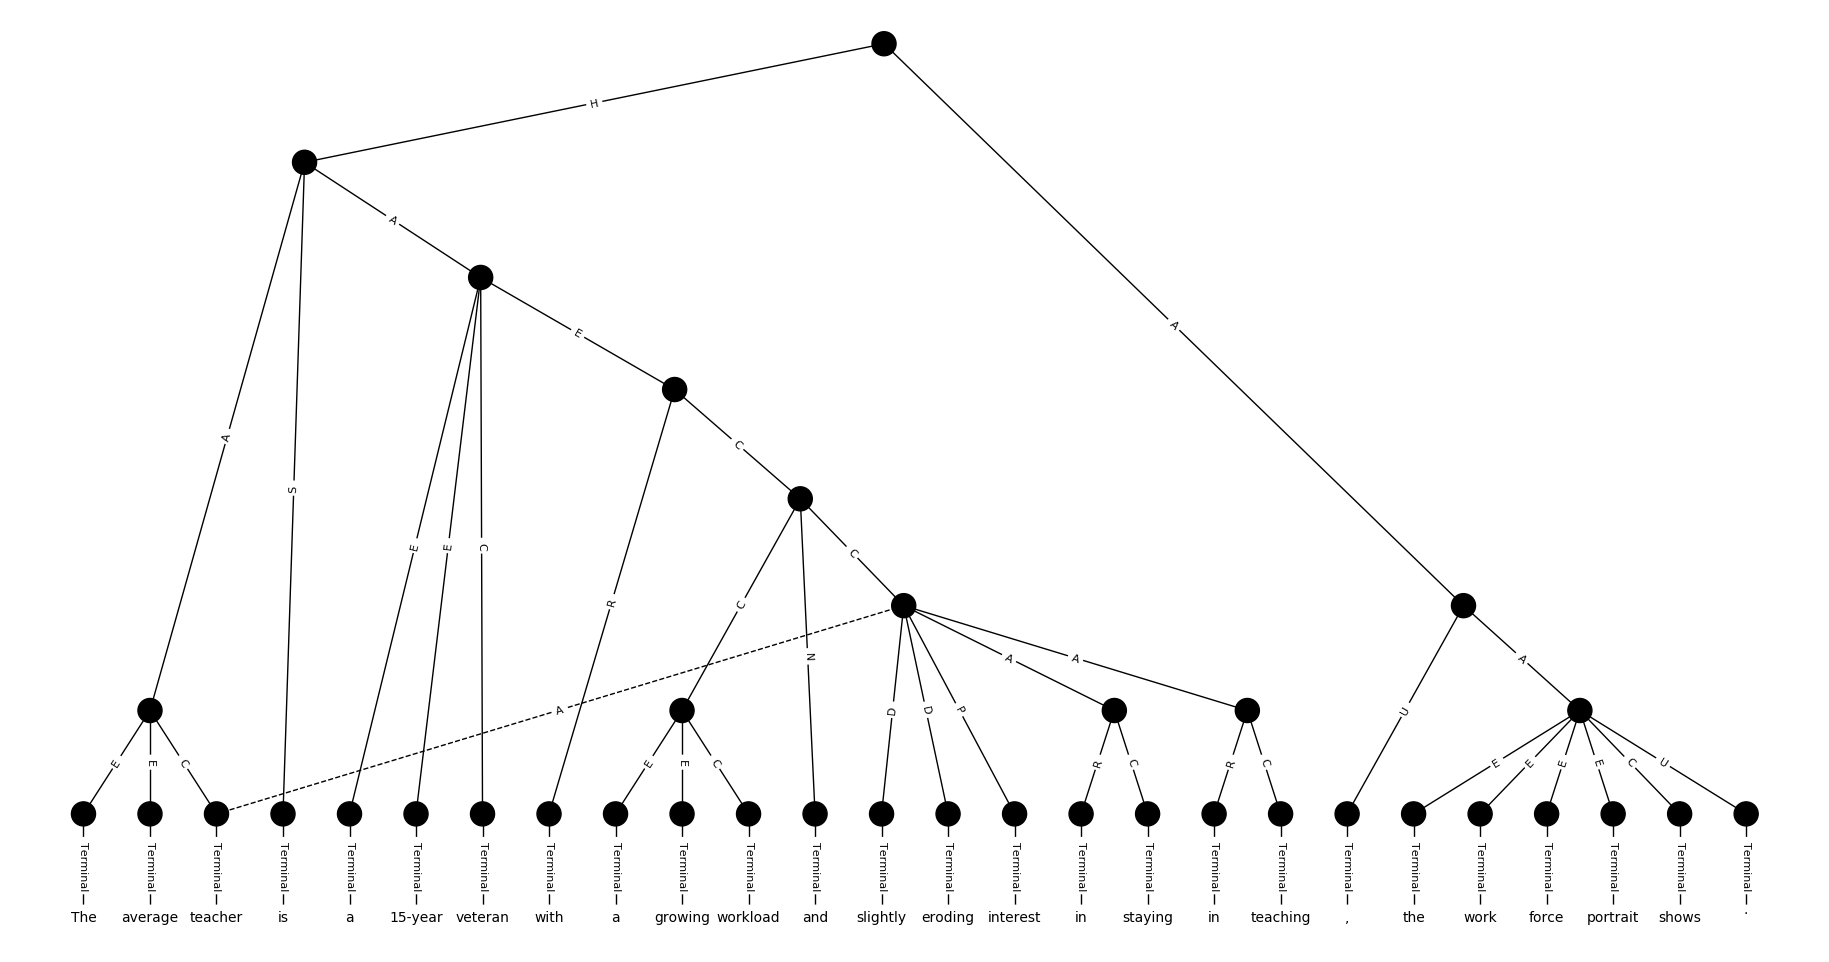 H
A
A
E
A
C
S
E
E
C
C
R
C
N
A
A
A
A
U
D
D
P
E
E
C
E
E
C
R
C
R
C
E
E
E
E
C
U
Terminal Terminal Terminal Terminal Terminal Terminal Terminal Terminal Terminal Terminal Terminal Terminal Terminal Terminal Terminal Terminal Terminal Terminal Terminal Terminal Terminal Terminal Terminal Terminal Terminal Terminal
The average teacher is a 15-year veteran with a growing workload and slightly eroding interest in staying in teaching , the work force portrait shows .